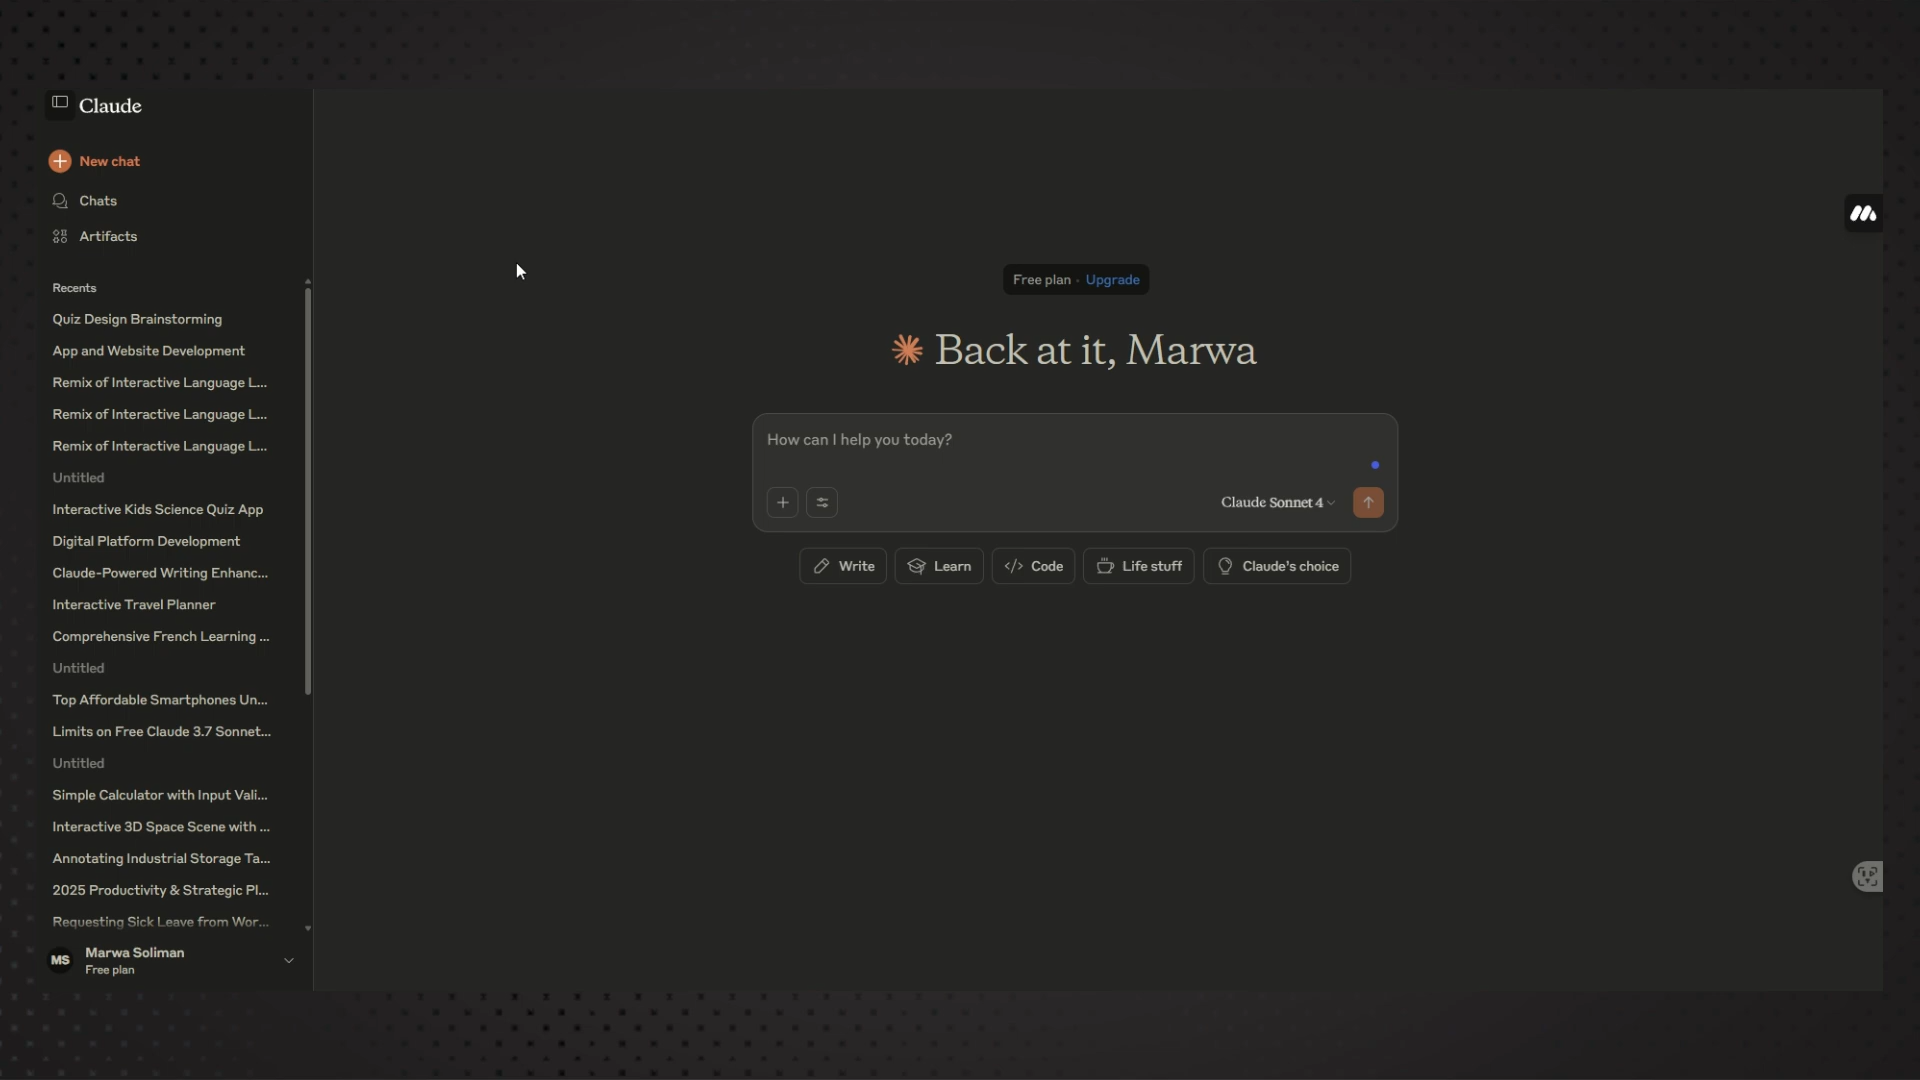 Claude
New chat
Chats
Artifacts
Recents
Quiz Design Brainstorming
App and Website Development
Remix of Interactive Language L...
Remix of Interactive Language L...
Remix of Interactive Language L...
Untitled
Interactive Kids Science Quiz App
Digital Platform Development
Claude-Powered Writing Enhanc...
Interactive Travel Planner
Comprehensive French Learning ...
Untitled
Top Affordable Smartphones Un...
Limits on Free Claude 3.7 Sonnet...
Untitled
Simple Calculator with Input Vali...
Interactive 3D Space Scene with ...
Annotating Industrial Storage Ta...
2025 Productivity & Strategic Pl...
Requesting Sick Leave from Wor...
MS
Marwa Soliman
Free plan
Free plan · Upgrade
Back at it, Marwa
How can I help you today?
Claude Sonnet 4
Write
Learn
</> Code
Life stuff
Claude's choice